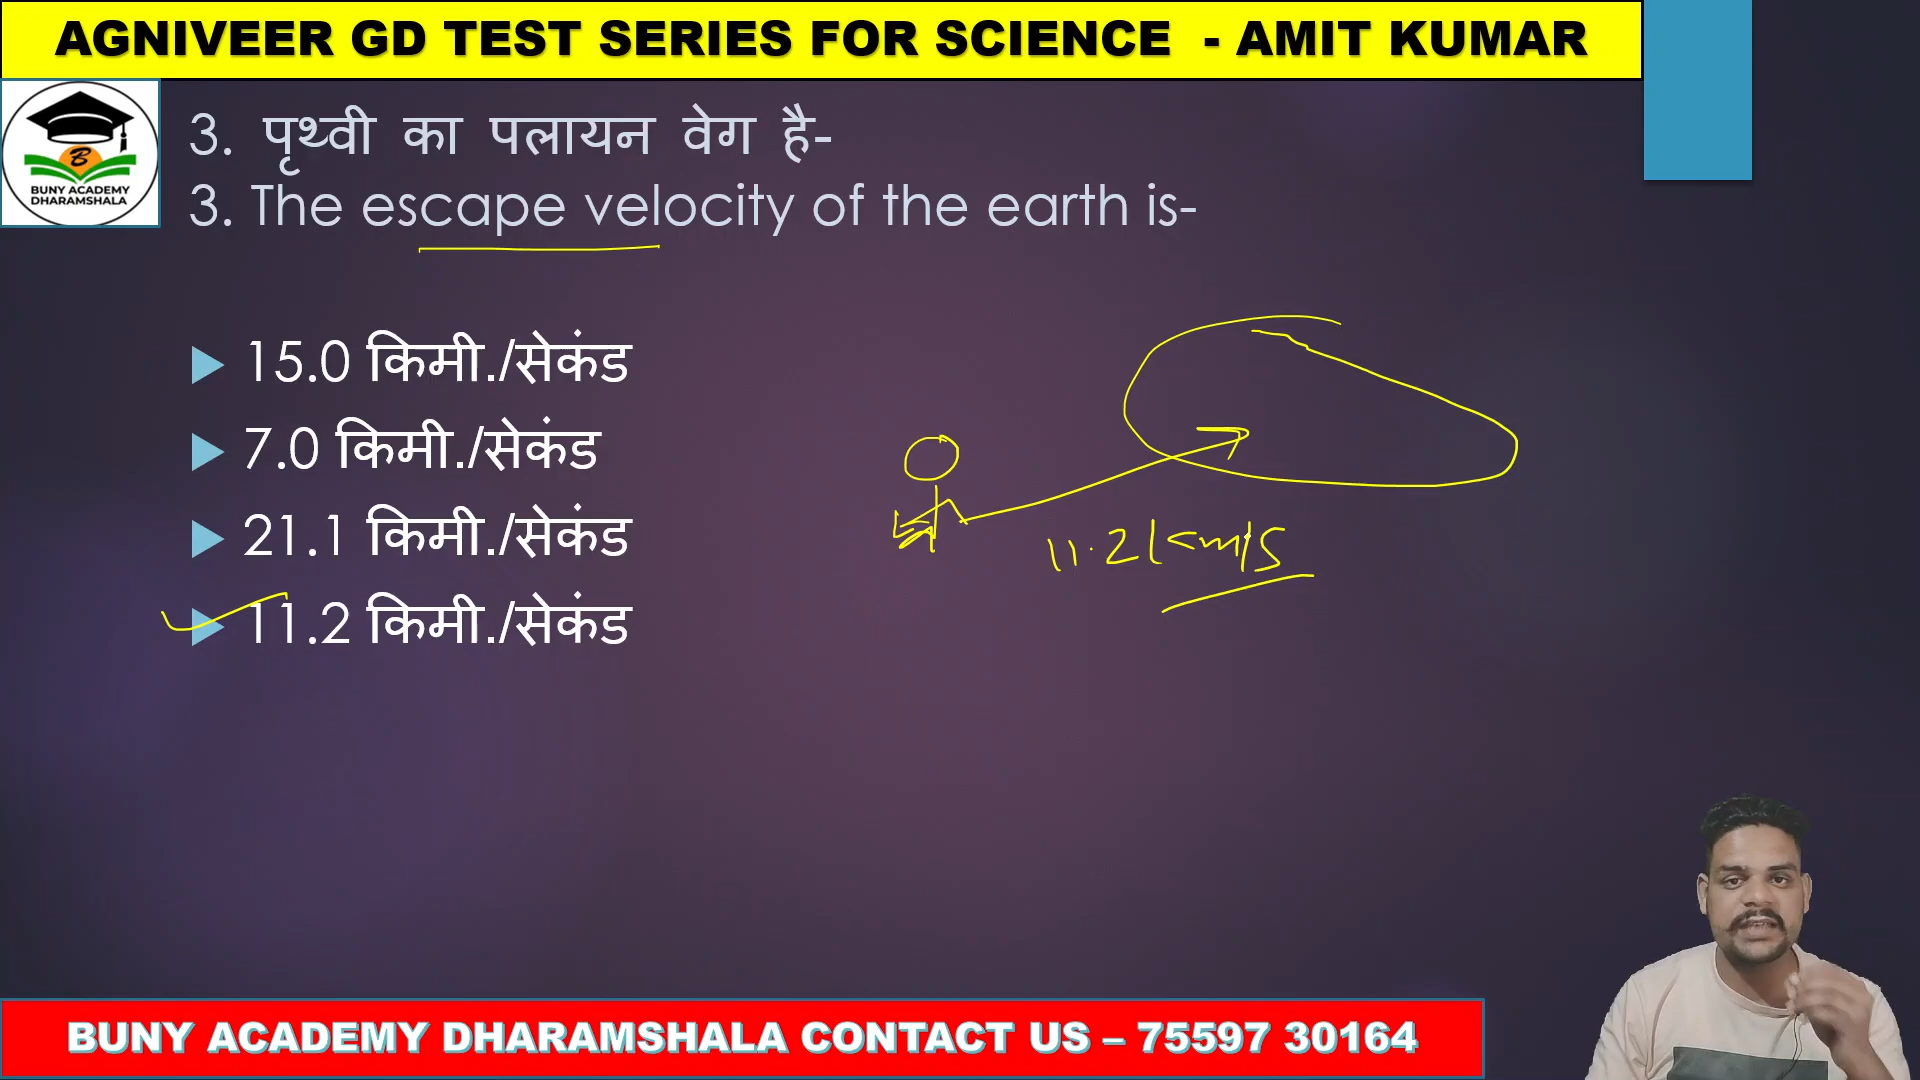 AGNIVEER GD TEST SERIES FOR SCIENCE - AMIT KUMAR
B
BUNY ACADEMY
DHARAMSHALA
3. पृथ्वी का पलायन वेग है-
3. The escape velocity of the earth is-
15.0 किमी./सेकंड
7.0 किमी./सेकंड
21.1 किमी./सेकंड
11.2 किमी./सेकंड
11.2 km/s
BUNY ACADEMY DHARAMSHALA CONTACT US – 75597 30164